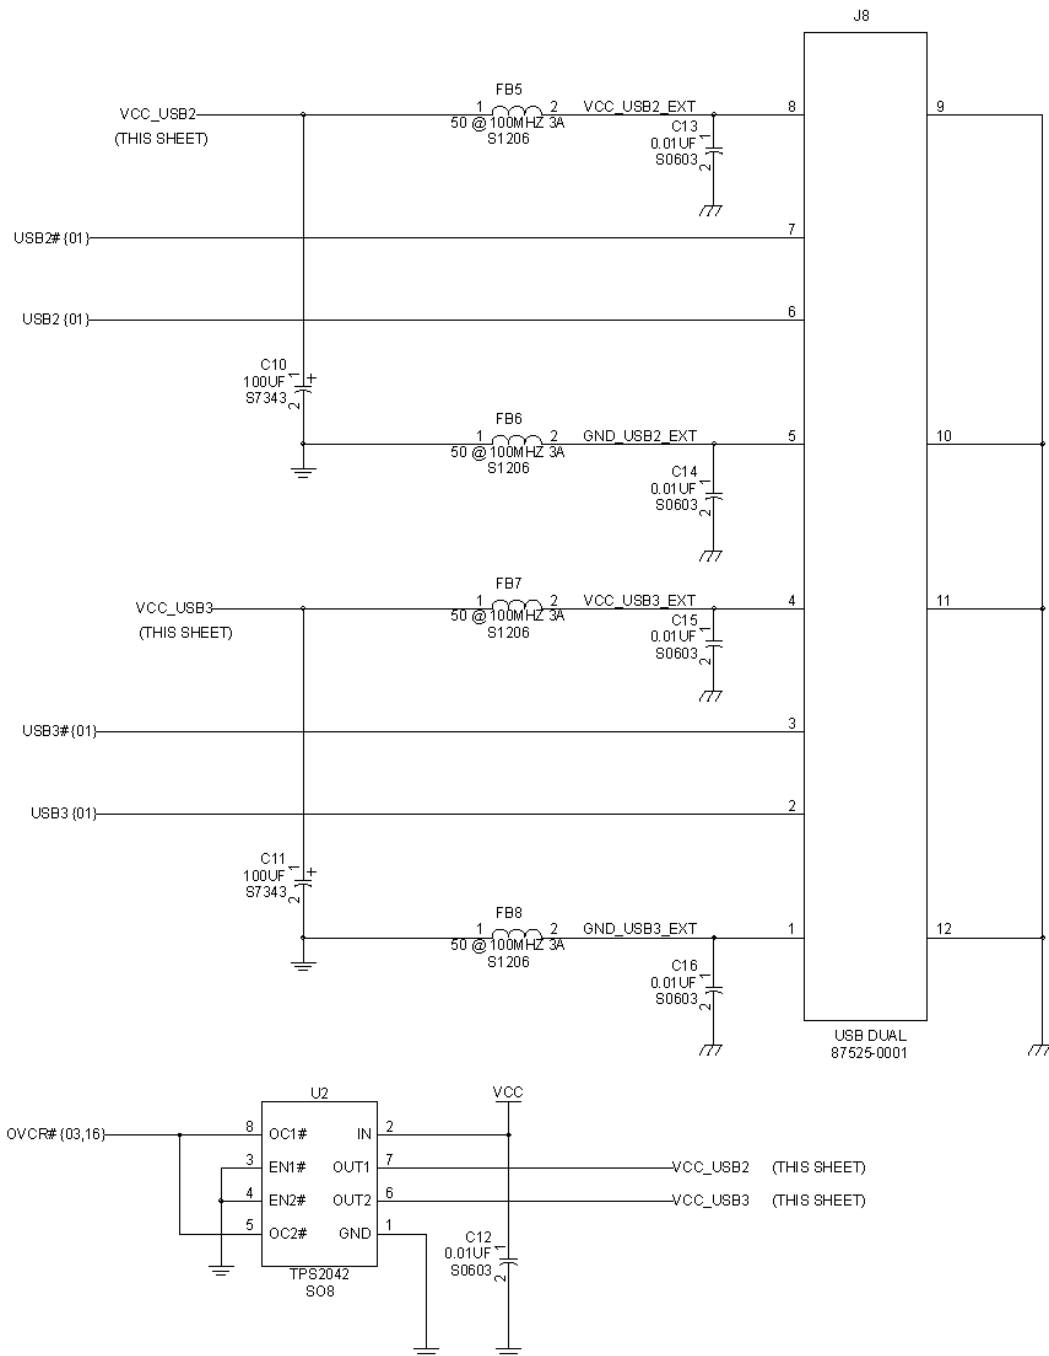 J8
FB5
VCC_USB2
1 2 VCC_USB2_EXT
8 9
(THIS SHEET)
50 @ 100MHZ 3A
S1206
C13
0.01UF
S0603
1
2
USB2# {01}
7
USB2 {01}
6
C10
100UF
S7343
1 +
2
FB6
1 2 GND_USB2_EXT
5 10
50 @ 100MHZ 3A
S1206
C14
0.01UF
S0603
1
2
FB7
VCC_USB3
1 2 VCC_USB3_EXT
4 11
(THIS SHEET)
50 @ 100MHZ 3A
S1206
C15
0.01UF
S0603
1
2
USB3# {01}
3
USB3 {01}
2
C11
100UF
S7343
1 +
2
FB8
1 2 GND_USB3_EXT
1 12
50 @ 100MHZ 3A
S1206
C16
0.01UF
S0603
1
2
USB DUAL
87525-0001
U2
VCC
OVCR# {03,16}
8 OC1# IN 2
3 EN1# OUT1 7
VCC_USB2 (THIS SHEET)
4 EN2# OUT2 6
VCC_USB3 (THIS SHEET)
5 OC2# GND 1
TPS2042
SO8
C12
0.01UF
S0603
1
2